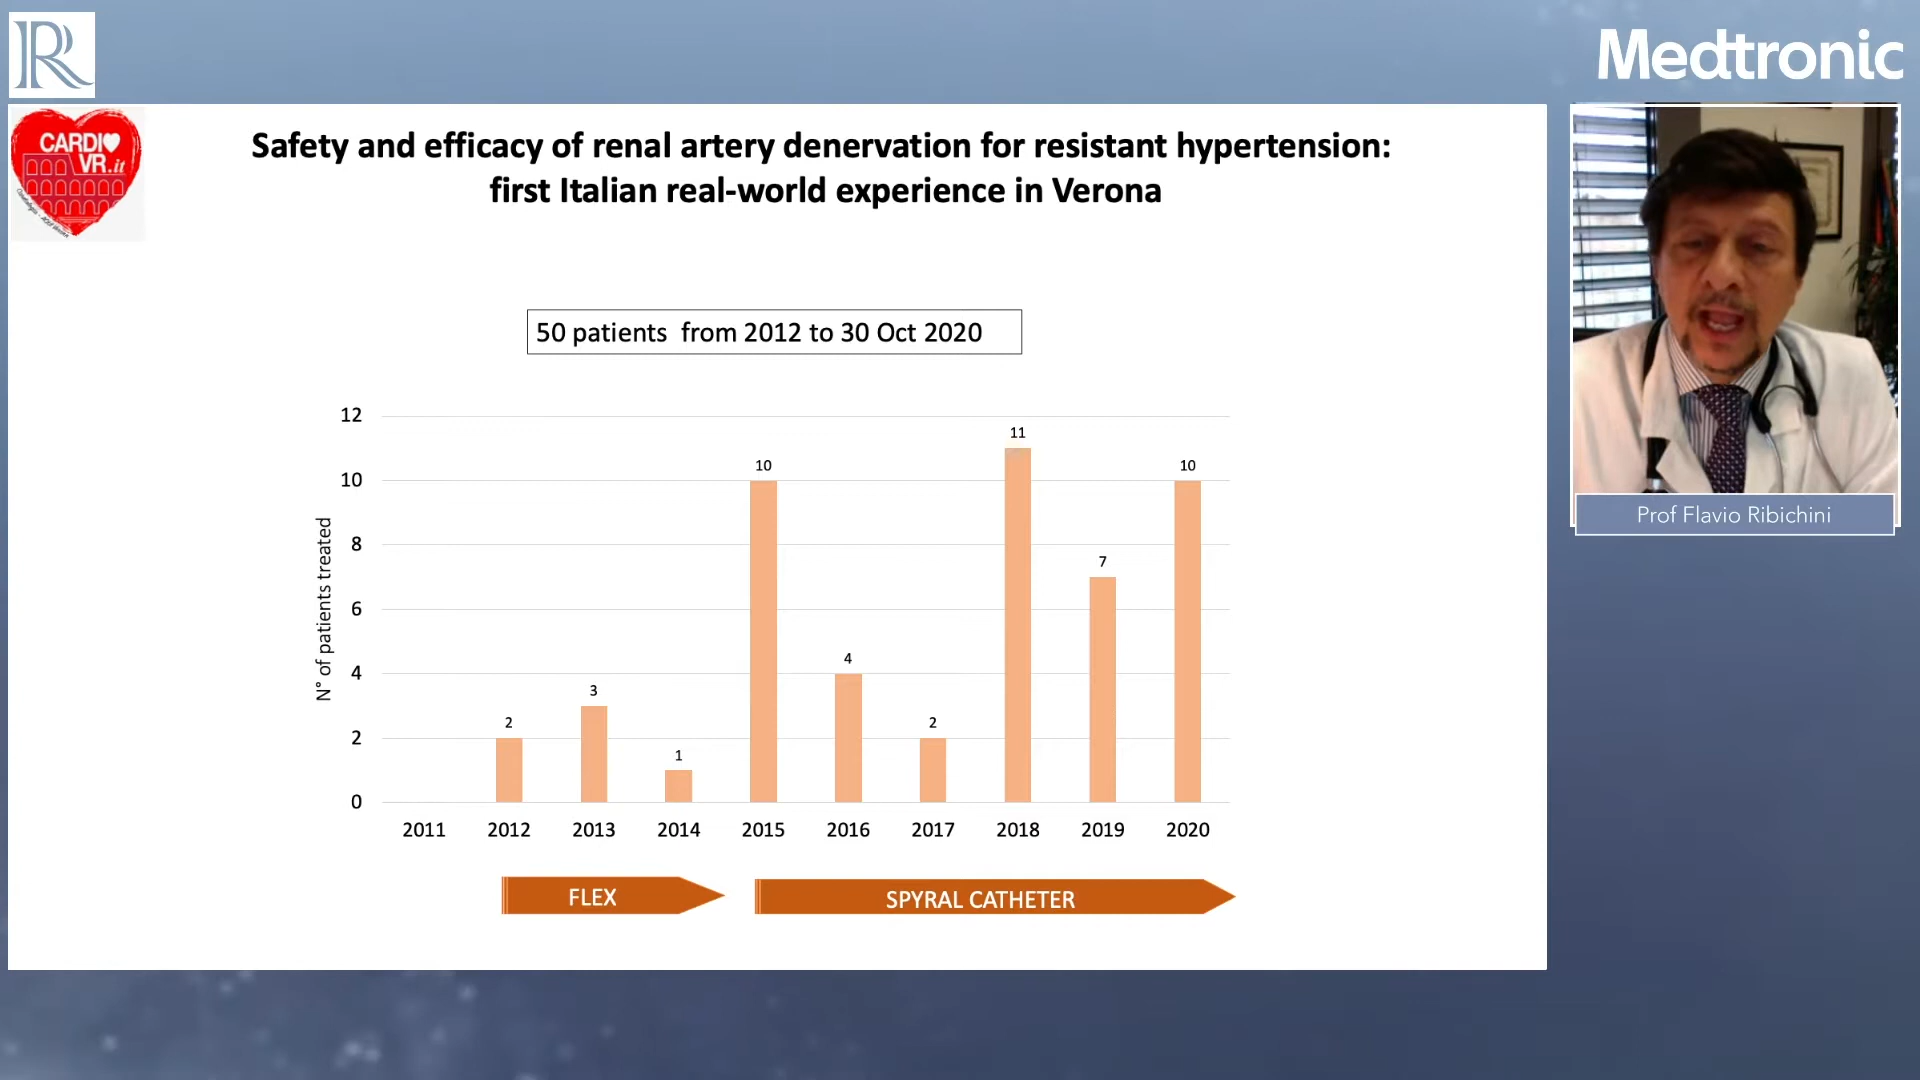 R
Medtronic
CARDI
VR.it
Safety and efficacy of renal artery denervation for resistant hypertension:
first Italian real-world experience in Verona
50 patients from 2012 to 30 Oct 2020
12
10
8
6
4
2
0
N° of patients treated
2
3
1
10
4
2
11
7
10
2011 2012 2013 2014 2015 2016 2017 2018 2019 2020
FLEX
SPYRAL CATHETER
Prof Flavio Ribichini